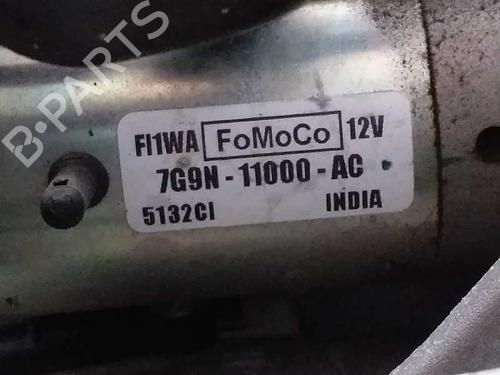 B-PARTS
FI1WA FoMoCo 12V
7G9N - 11000 - AC
5132CI INDIA